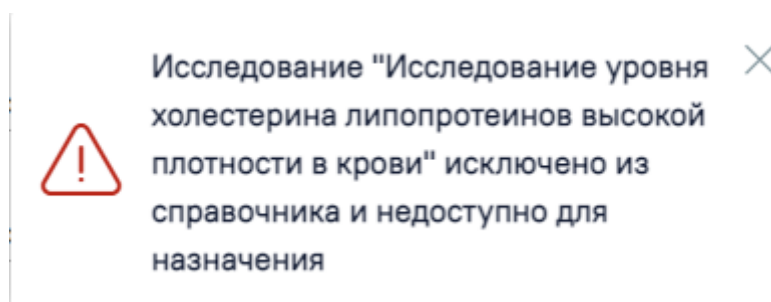 Исследование "Исследование уровня
холестерина липопротеинов высокой
плотности в крови" исключено из
справочника и недоступно для
назначения